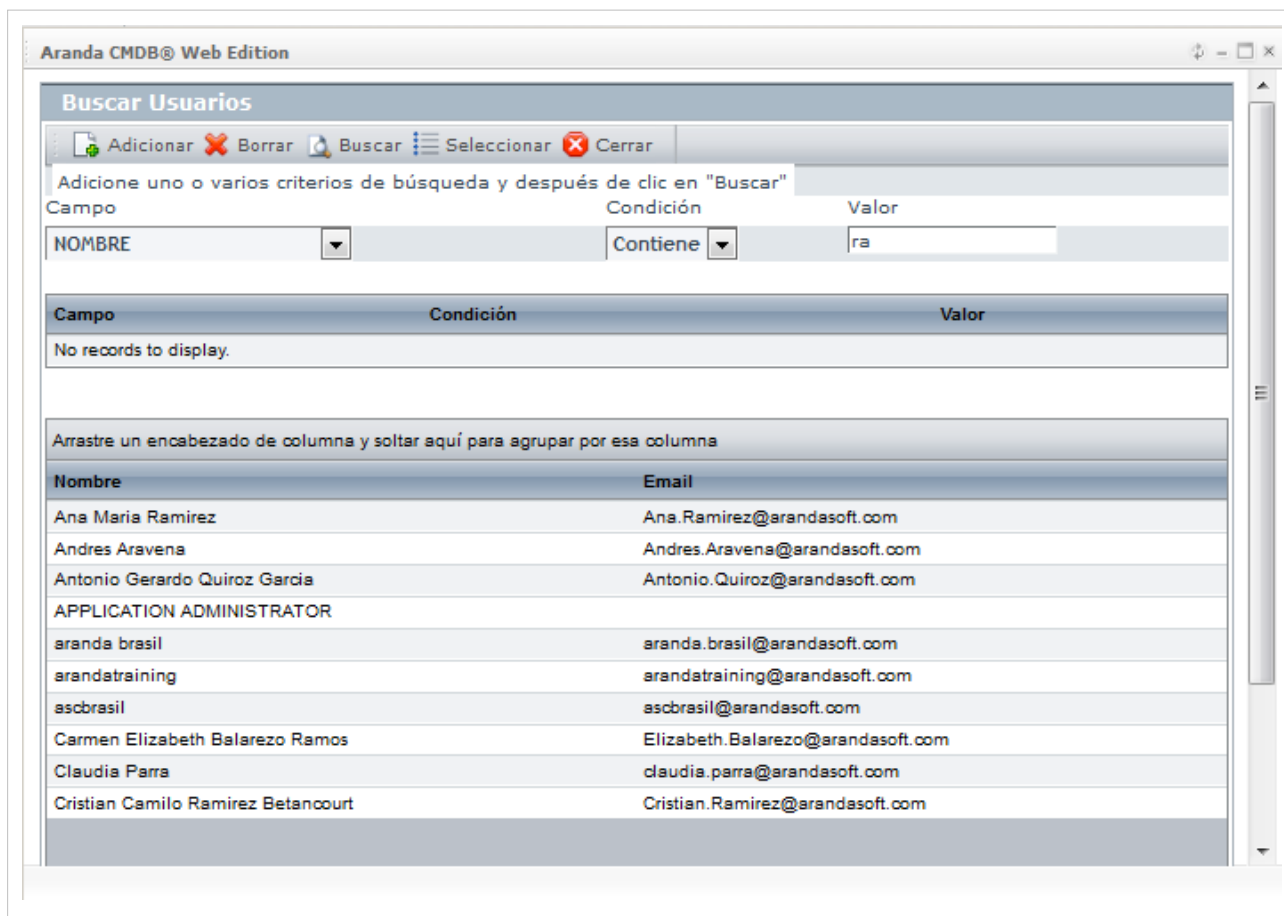 Aranda CMDB® Web Edition
Buscar Usuarios
Adicionar Borrar Buscar Seleccionar Cerrar
Adicione uno o varios criterios de búsqueda y después de clic en "Buscar"
Campo Condición Valor
NOMBRE Contiene ra
Campo Condición Valor
No records to display.
Arrastre un encabezado de columna y soltar aquí para agrupar por esa columna
Nombre Email
Ana Maria Ramirez Ana.Ramirez@arandasoft.com
Andres Aravena Andres.Aravena@arandasoft.com
Antonio Gerardo Quiroz Garcia Antonio.Quiroz@arandasoft.com
APPLICATION ADMINISTRATOR
aranda brasil aranda.brasil@arandasoft.com
arandatraining arandatraining@arandasoft.com
ascbrasil ascbrasil@arandasoft.com
Carmen Elizabeth Balarezo Ramos Elizabeth.Balarezo@arandasoft.com
Claudia Parra claudia.parra@arandasoft.com
Cristian Camilo Ramirez Betancourt Cristian.Ramirez@arandasoft.com